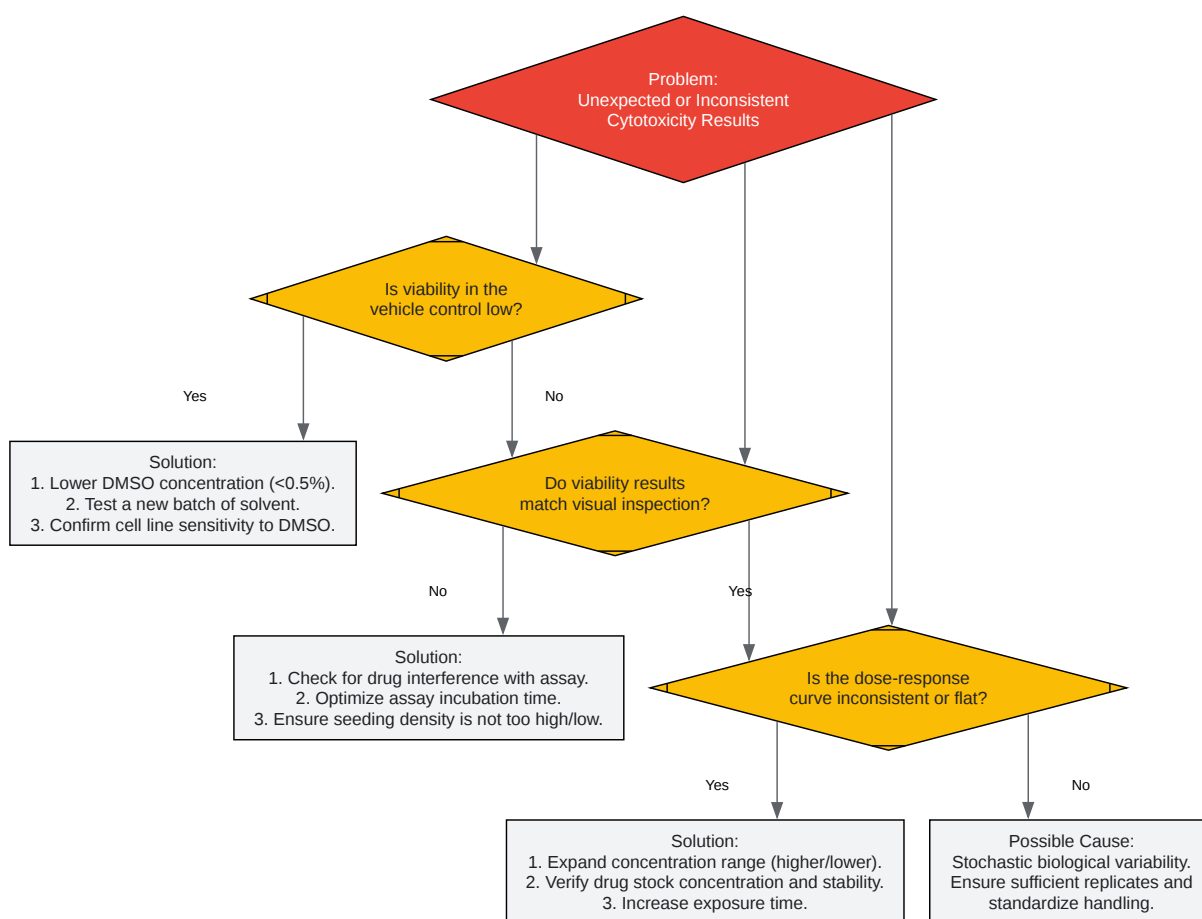 Problem:
Unexpected or Inconsistent
Cytotoxicity Results
Is viability in the
vehicle control low?
Yes
No
Solution:
1. Lower DMSO concentration (<0.5%).
2. Test a new batch of solvent.
3. Confirm cell line sensitivity to DMSO.
Do viability results
match visual inspection?
No
Yes
Solution:
1. Check for drug interference with assay.
2. Optimize assay incubation time.
3. Ensure seeding density is not too high/low.
Is the dose-response
curve inconsistent or flat?
Yes
No
Solution:
1. Expand concentration range (higher/lower).
2. Verify drug stock concentration and stability.
3. Increase exposure time.
Possible Cause:
Stochastic biological variability.
Ensure sufficient replicates and
standardize handling.